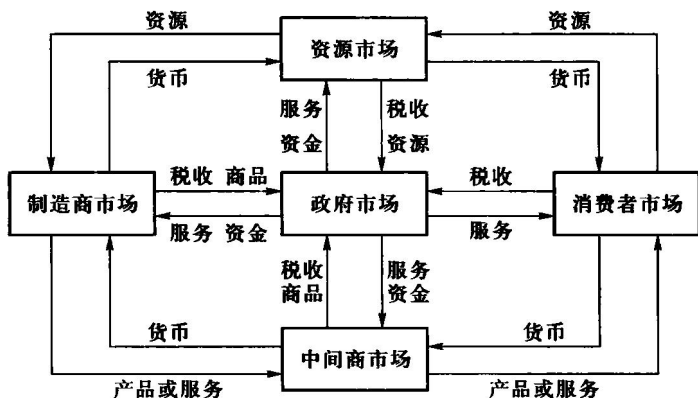 资源
资源市场
资源
货币
货币
服务
税收
资金
资源
制造商市场
税收 商品
政府市场
税收
消费者市场
服务 资金
服务
税收
商品
服务
资金
货币
中间商市场
货币
产品或服务
产品或服务